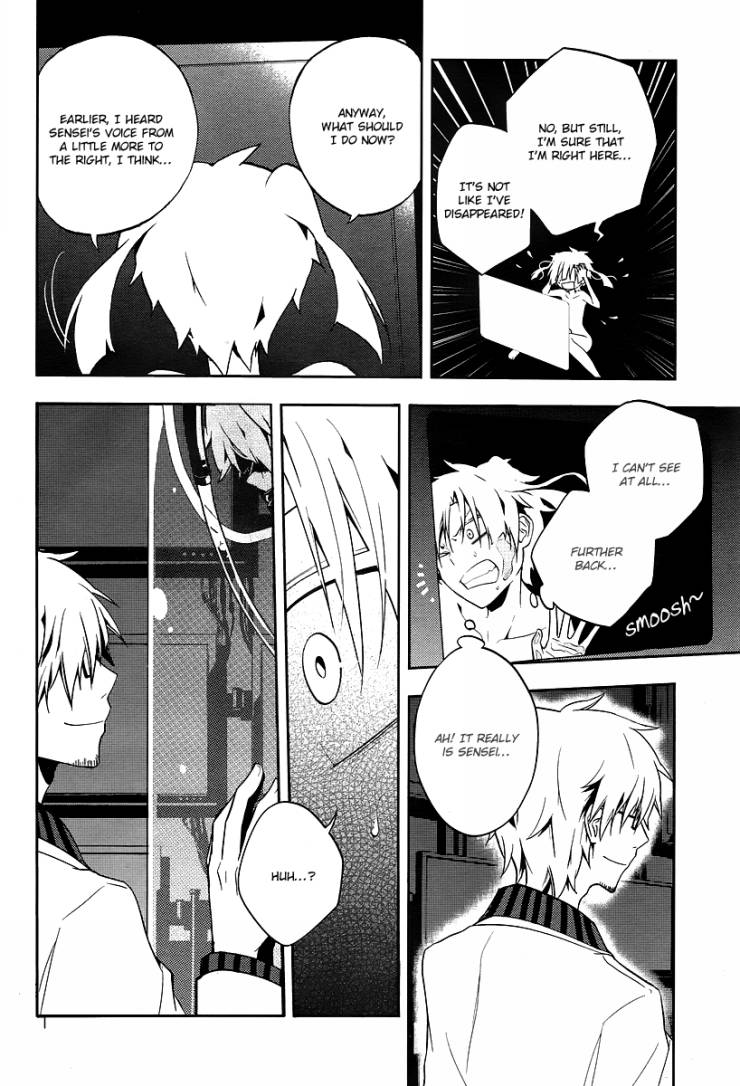 NO, BUT STILL,
I'M SURE THAT
I'M RIGHT HERE...
IT'S NOT
LIKE I'VE
DISAPPEARED!
ANYWAY,
WHAT SHOULD
I DO NOW?
EARLIER, I HEARD
SENSEI'S VOICE FROM
A LITTLE MORE TO
THE RIGHT, I THINK...
I CAN'T SEE
AT ALL...
FURTHER
BACK...
SMOOSH~
AH! IT REALLY
IS SENSEI...
HUH...?